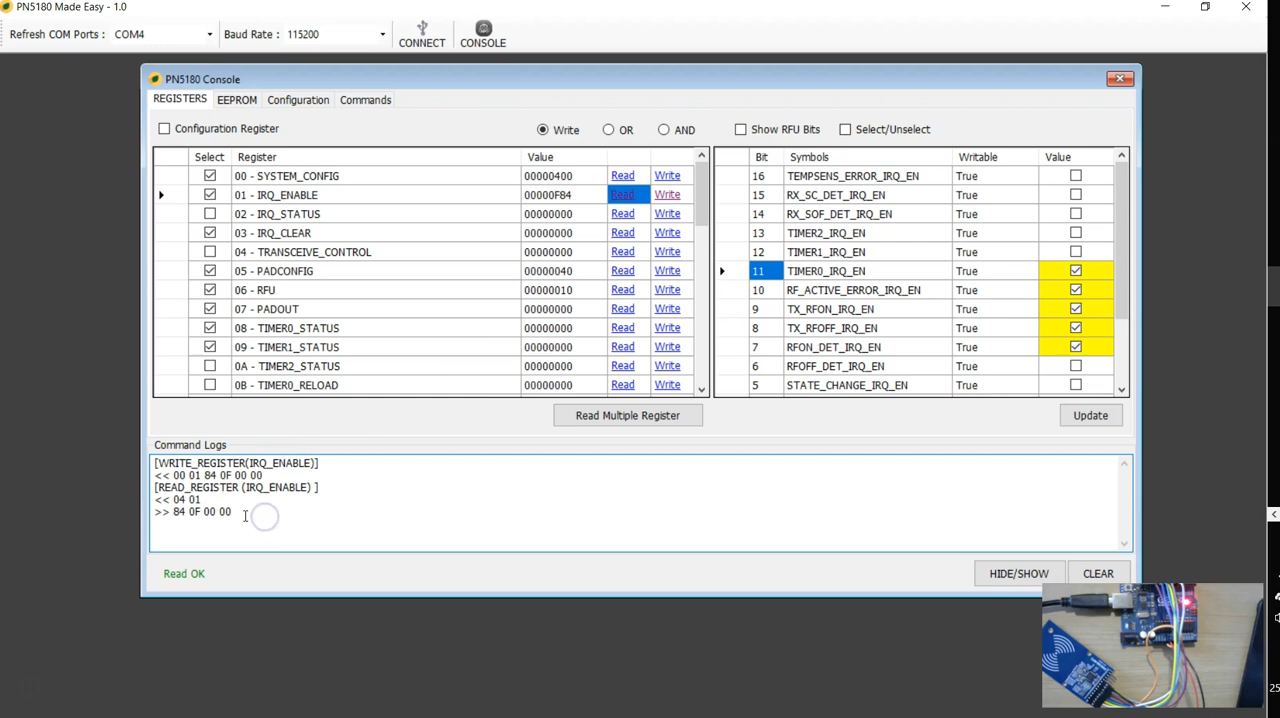 PN5180 Made Easy - 1.0
Refresh COM Ports : COM4 Baud Rate : 115200 CONNECT CONSOLE
PN5180 Console
REGISTERS EEPROM Configuration Commands
Configuration Register Write OR AND Show RFU Bits Select/Unselect
Select Register Value Bit Symbols Writable Value
00 - SYSTEM_CONFIG 00000400 Read Write 16 TEMPSENS_ERROR_IRQ_EN True
01 - IRQ_ENABLE 00000F84 Read Write 15 RX_SC_DET_IRQ_EN True
02 - IRQ_STATUS 00000000 Read Write 14 RX_SOF_DET_IRQ_EN True
03 - IRQ_CLEAR 00000000 Read Write 13 TIMER2_IRQ_EN True
04 - TRANSCEIVE_CONTROL 00000000 Read Write 12 TIMER1_IRQ_EN True
05 - PADCONFIG 00000040 Read Write 11 TIMER0_IRQ_EN True
06 - RFU 00000010 Read Write 10 RF_ACTIVE_ERROR_IRQ_EN True
07 - PADOUT 00000000 Read Write 9 TX_RFON_IRQ_EN True
08 - TIMER0_STATUS 00000000 Read Write 8 TX_RFOFF_IRQ_EN True
09 - TIMER1_STATUS 00000000 Read Write 7 RFON_DET_IRQ_EN True
0A - TIMER2_STATUS 00000000 Read Write 6 RFOFF_DET_IRQ_EN True
0B - TIMER0_RELOAD 00000000 Read Write 5 STATE_CHANGE_IRQ_EN True
Read Multiple Register Update
Command Logs
[WRITE_REGISTER(IRQ_ENABLE)]
<< 00 01 84 0F 00 00
[READ_REGISTER (IRQ_ENABLE) ]
<< 04 01
>> 84 0F 00 00
Read OK HIDE/SHOW CLEAR
25